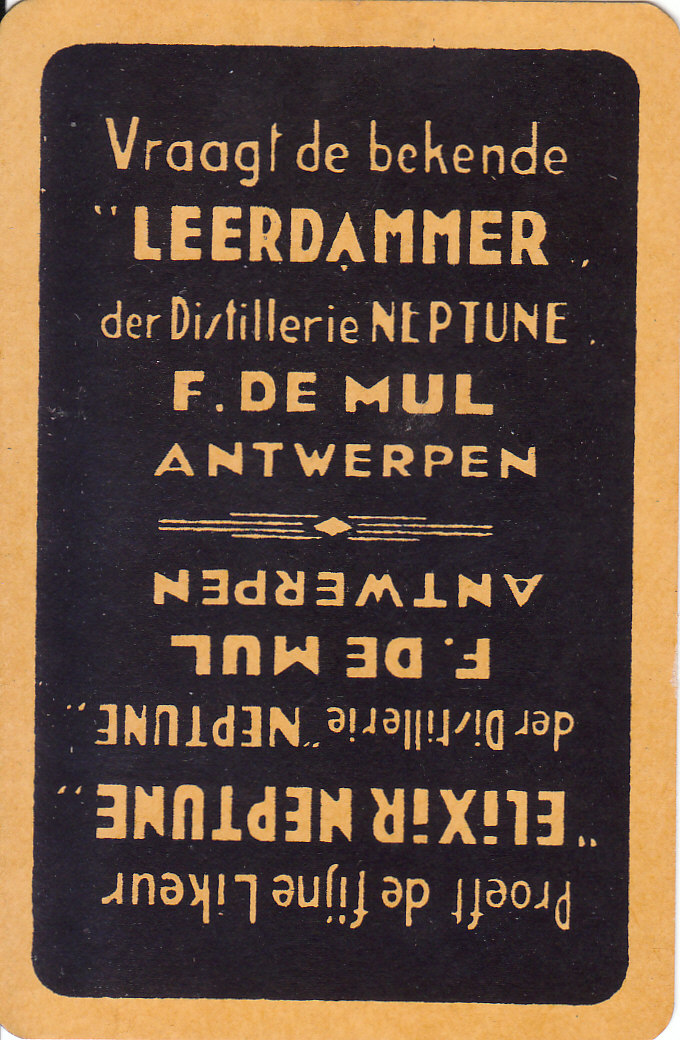 Vraagt de bekende
"LEERDAMMER"
der Distillerie NEPTUNE.
F. DE MUL
ANTWERPEN
Proeft de fijne Likeur
"ELiXiR NEPTUNE"
der Distillerie "NEPTUNE"
F. DE MUL
ANTWERPEN